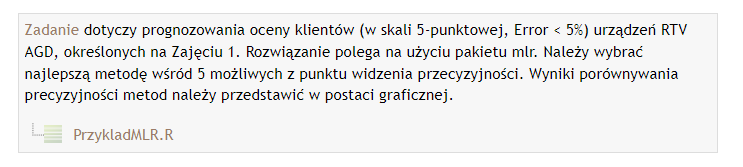 Zadanie dotyczy prognozowania oceny klientów (w skali 5-punktowej, Error < 5%) urządzeń RTV
AGD, określonych na Zajęciu 1. Rozwiązanie polega na użyciu pakietu mlr. Należy wybrać
najlepszą metodę wśród 5 możliwych z punktu widzenia przecyzyjności. Wyniki porównywania
precyzyjności metod należy przedstawić w postaci graficznej.
PrzykladMLR.R